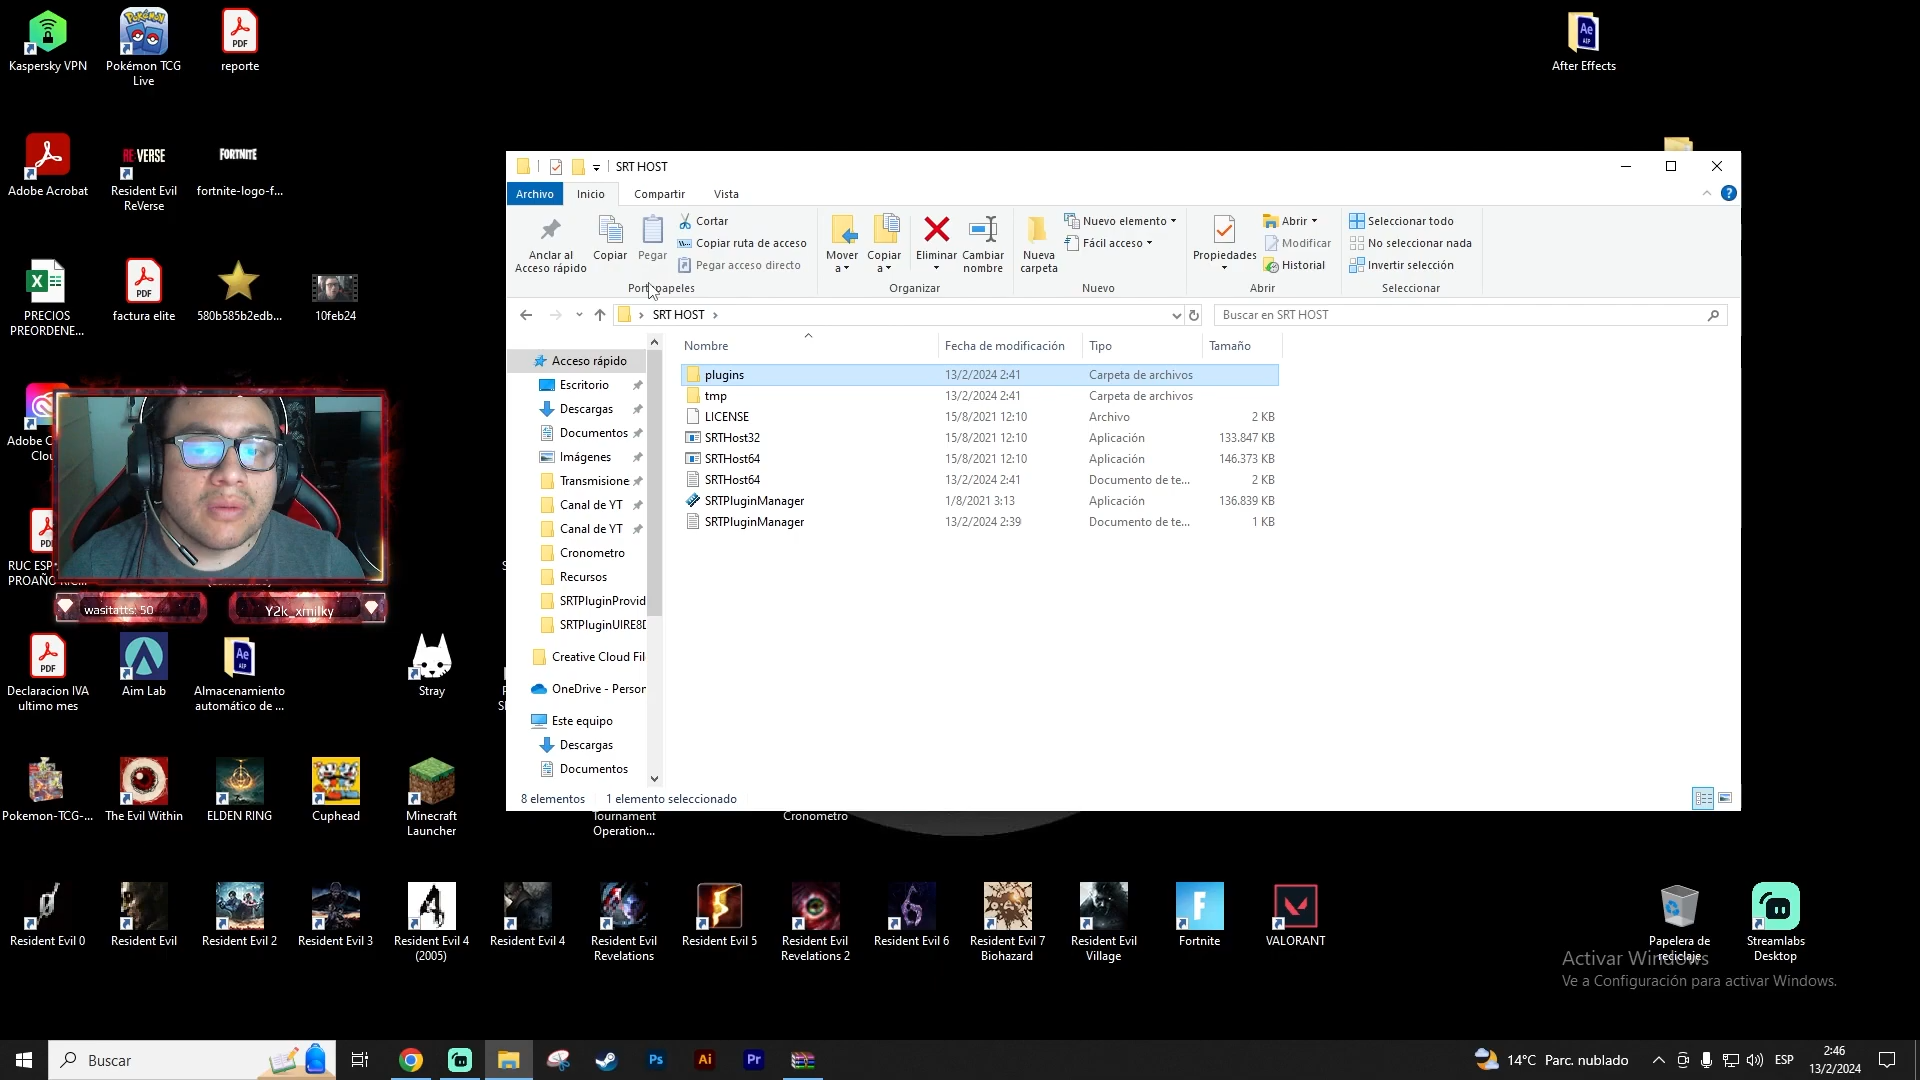 Kaspersky VPN
Pokémon TCG
Live
reporte
After Effects
Adobe Acrobat
Resident Evil
ReVerse
RE:VERSE
FORTNITE
fortnite-logo-f...
PRECIOS
PREORDENE...
factura elite
580b585b2edb...
10feb24
SRT HOST
Archivo
Inicio
Compartir
Vista
Anclar al
Acceso rápido
Copiar
Pegar
Cortar
Copiar ruta de acceso
Pegar acceso directo
Mover
a
Copiar
a
Eliminar
Cambiar
nombre
Nueva
carpeta
Nuevo elemento
Fácil acceso
Propiedades
Abrir
Modificar
Historial
Seleccionar todo
No seleccionar nada
Invertir selección
Organizar
Nuevo
Abrir
Seleccionar
SRT HOST
Buscar en SRT HOST
Nombre
Fecha de modificación
Tipo
Tamaño
plugins 13/2/2024 2:41 Carpeta de archivos
tmp 13/2/2024 2:41 Carpeta de archivos
LICENSE 15/8/2021 12:10 Archivo 2 KB
SRTHost32 15/8/2021 12:10 Aplicación 133.847 KB
SRTHost64 15/8/2021 12:10 Aplicación 146.373 KB
SRTHost64 13/2/2024 2:41 Documento de te... 2 KB
SRTPluginManager 1/8/2021 3:13 Aplicación 136.839 KB
SRTPluginManager 13/2/2024 2:39 Documento de te... 1 KB
Acceso rápido
Escritorio
Descargas
Documentos
Imágenes
Transmisione
Canal de YT
Canal de YT
Cronometro
Recursos
SRTPluginProvid
SRTPluginUIRE8D
Creative Cloud Fil
OneDrive - Person
Este equipo
Descargas
Documentos
8 elementos
1 elemento seleccionado
wasitatts: 50
Y2k_xmilky
Declaracion IVA
ultimo mes
Aim Lab
Almacenamiento
automático de ...
Stray
Pokemon-TCG-...
The Evil Within
ELDEN RING
Cuphead
Minecraft
Launcher
Tournament
Operation...
Cronometro
Resident Evil 0
Resident Evil
Resident Evil 2
Resident Evil 3
Resident Evil 4
(2005)
Resident Evil 4
Resident Evil
Revelations
Resident Evil 5
Resident Evil
Revelations 2
Resident Evil 6
Resident Evil 7
Biohazard
Resident Evil
Village
Fortnite
VALORANT
Papelera de
reciclaje
Streamlabs
Desktop
Activar Windows
Ve a Configuración para activar Windows.
Buscar
14°C Parc. nublado
ESP
2:46
13/2/2024